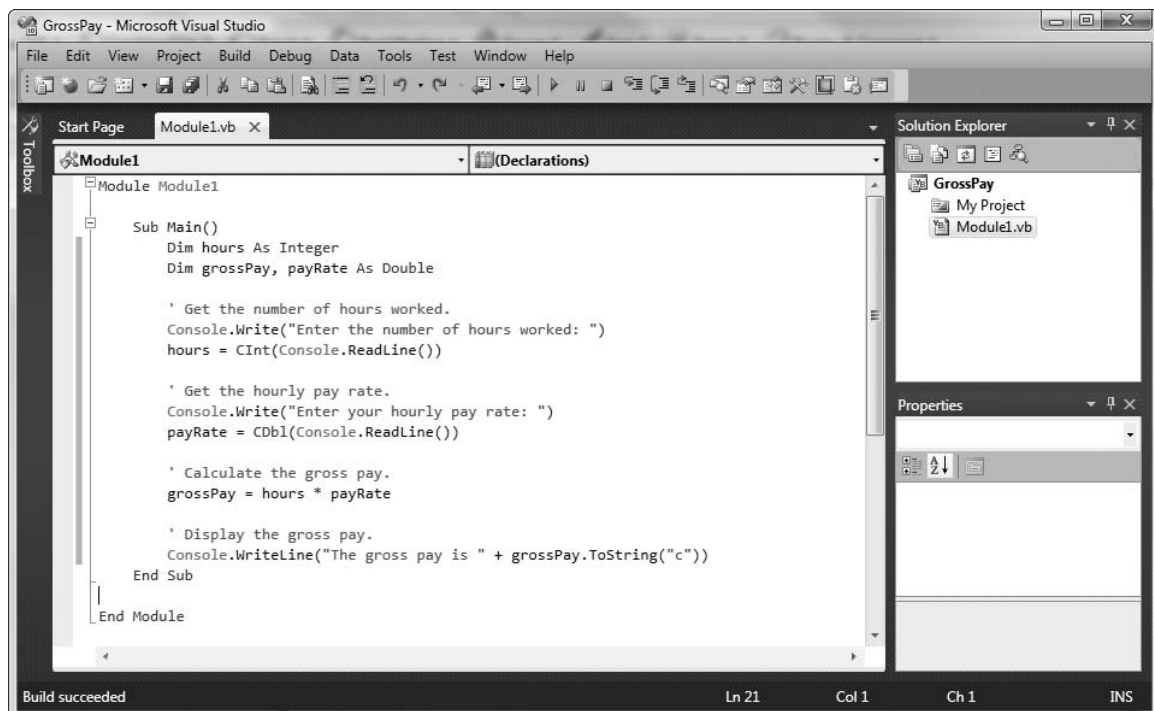 GrossPay - Microsoft Visual Studio
File Edit View Project Build Debug Data Tools Test Window Help
Toolbox
Start Page Module1.vb
Module1 (Declarations)
Module Module1
Sub Main()
Dim hours As Integer
Dim grossPay, payRate As Double
' Get the number of hours worked.
Console.Write("Enter the number of hours worked: ")
hours = CInt(Console.ReadLine())
' Get the hourly pay rate.
Console.Write("Enter your hourly pay rate: ")
payRate = CDbl(Console.ReadLine())
' Calculate the gross pay.
grossPay = hours * payRate
' Display the gross pay.
Console.WriteLine("The gross pay is " + grossPay.ToString("c"))
End Sub
End Module
Solution Explorer
GrossPay
My Project
Module1.vb
Properties
Build succeeded Ln 21 Col 1 Ch 1 INS